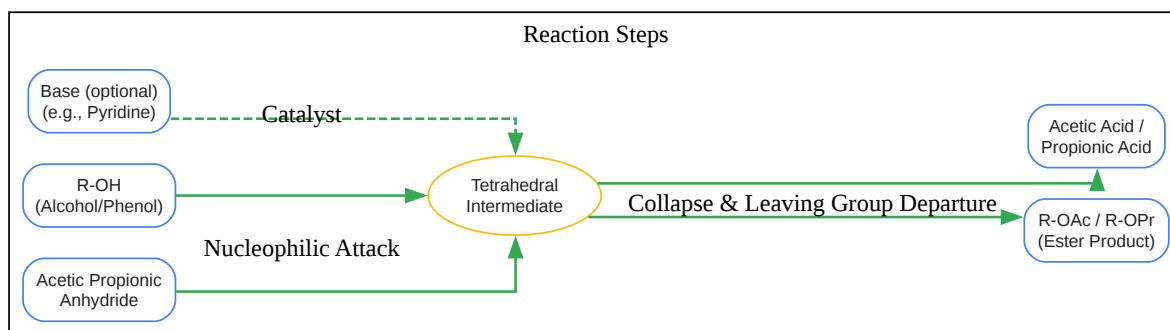 Reaction Steps
Base (optional)
(e.g., Pyridine)
Catalyst
R-OH
(Alcohol/Phenol)
Nucleophilic Attack
Acetic Propionic
Anhydride
Tetrahedral
Intermediate
Collapse & Leaving Group Departure
Acetic Acid /
Propionic Acid
R-OAc / R-OPr
(Ester Product)